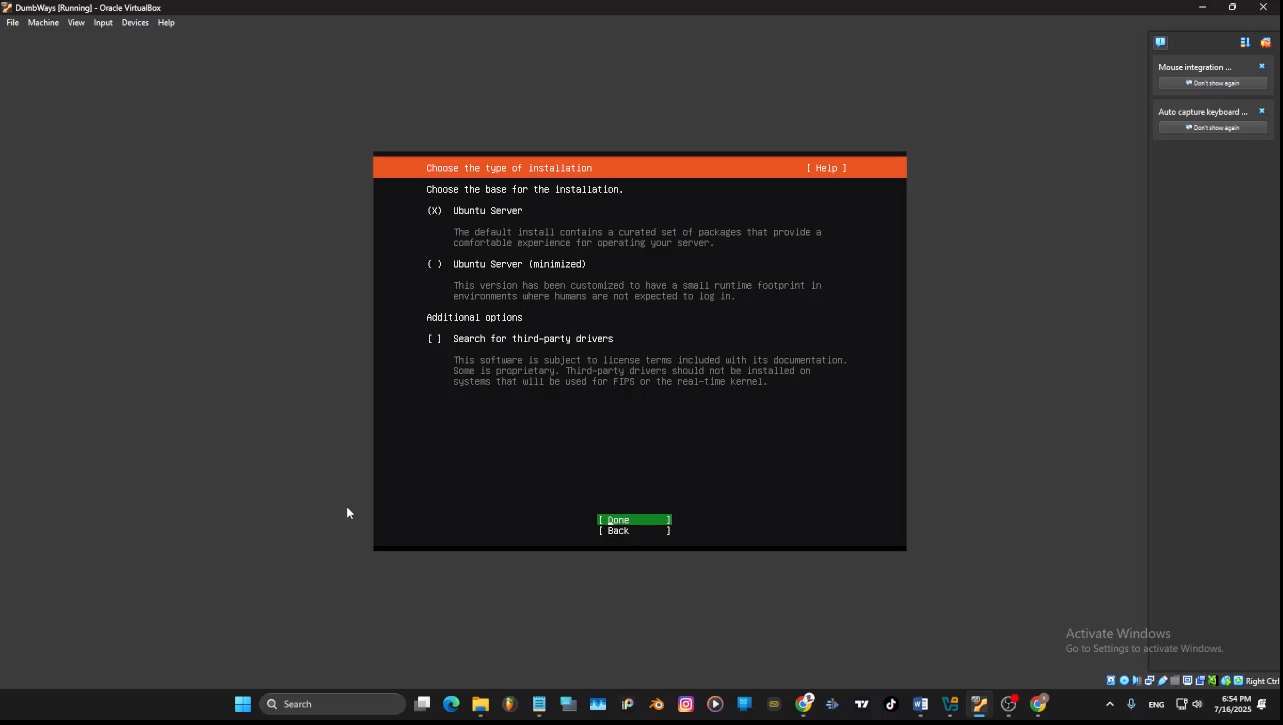 DumbWays [Running] - Oracle VirtualBox
File Machine View Input Devices Help
Mouse integration ...
Don't show again
Auto capture keyboard ...
Don't show again
Choose the type of installation [ Help ]
Choose the base for the installation.
(X) Ubuntu Server
The default install contains a curated set of packages that provide a
comfortable experience for operating your server.
( ) Ubuntu Server (minimized)
This version has been customized to have a small runtime footprint in
environments where humans are not expected to log in.
Additional options
[ ] Search for third-party drivers
This software is subject to license terms included with its documentation.
Some is proprietary. Third-party drivers should not be installed on
systems that will be used for FIPS or the real-time kernel.
[ Done ]
[ Back ]
Activate Windows
Go to Settings to activate Windows.
Right Ctrl
Search
ENG
6:54 PM
7/16/2025